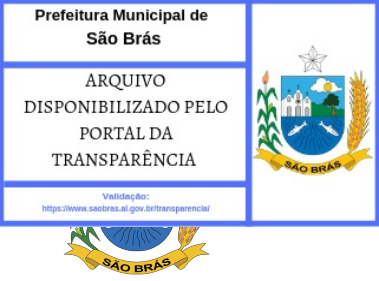 Prefeitura Municipal de
São Brás
ARQUIVO
DISPONIBILIZADO PELO
PORTAL DA
TRANSPARÊNCIA
Validação:
https://www.saobras.al.gov.br/transparencia/
SÃO BRÁS
SÃO BRÁS